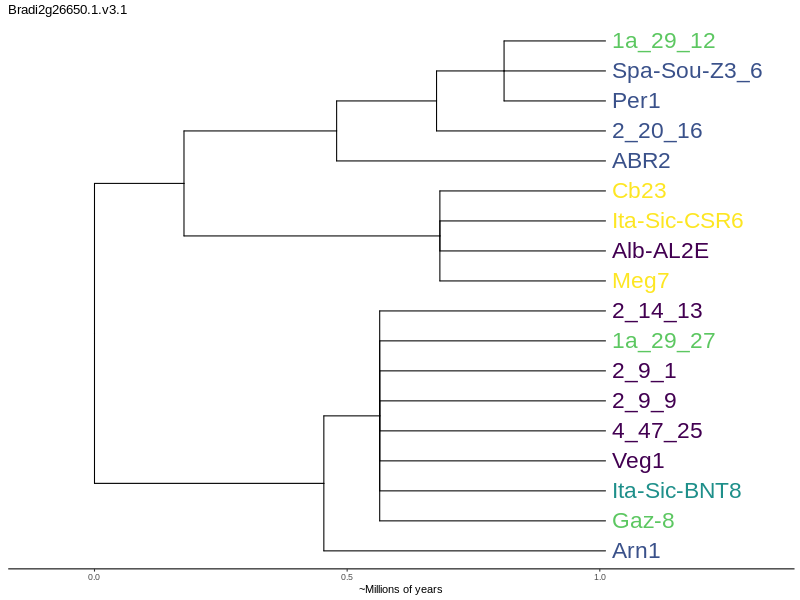 Bradi2g26650.1.v3.1
1a_29_12
Spa-Sou-Z3_6
Per1
2_20_16
ABR2
Cb23
Ita-Sic-CSR6
Alb-AL2E
Meg7
2_14_13
1a_29_27
2_9_1
2_9_9
4_47_25
Veg1
Ita-Sic-BNT8
Gaz-8
Arn1
0.0 0.5 1.0
~Millions of years